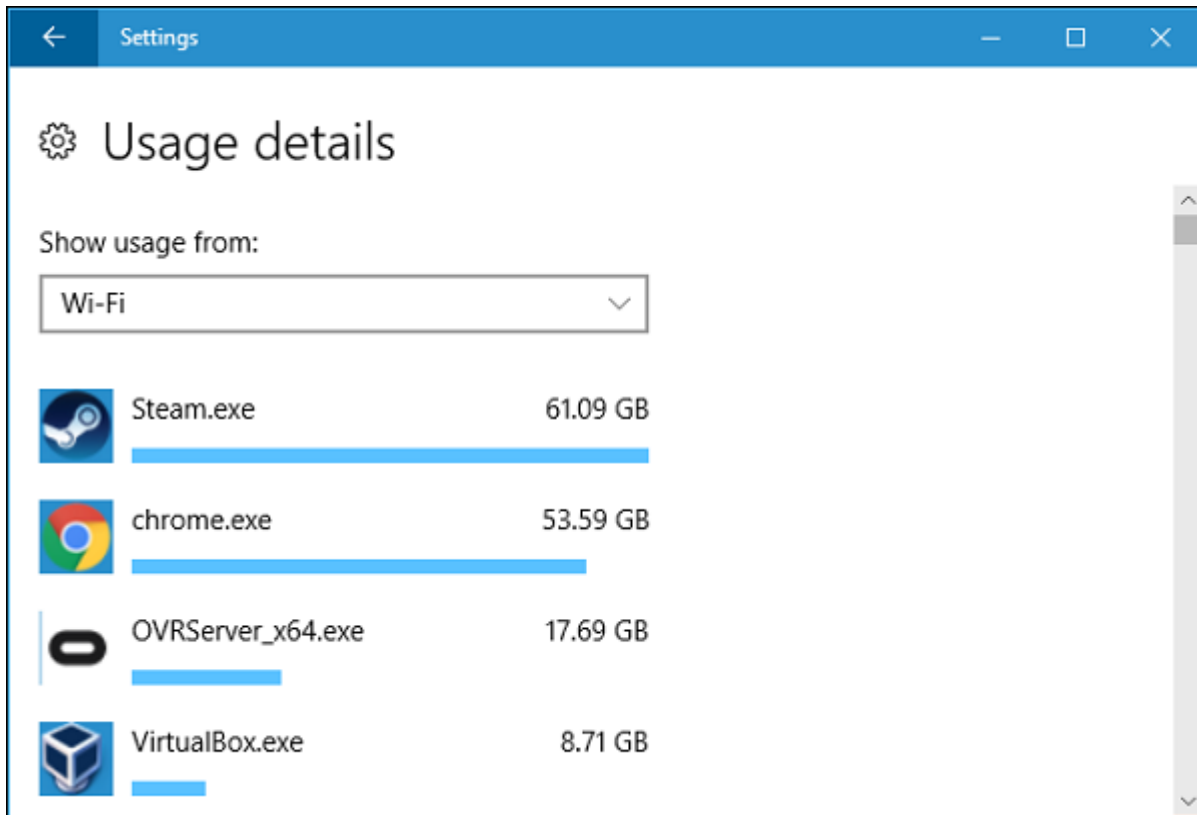 Settings
Usage details
Show usage from:
Wi-Fi
Steam.exe 61.09 GB
chrome.exe 53.59 GB
OVRServer_x64.exe 17.69 GB
VirtualBox.exe 8.71 GB